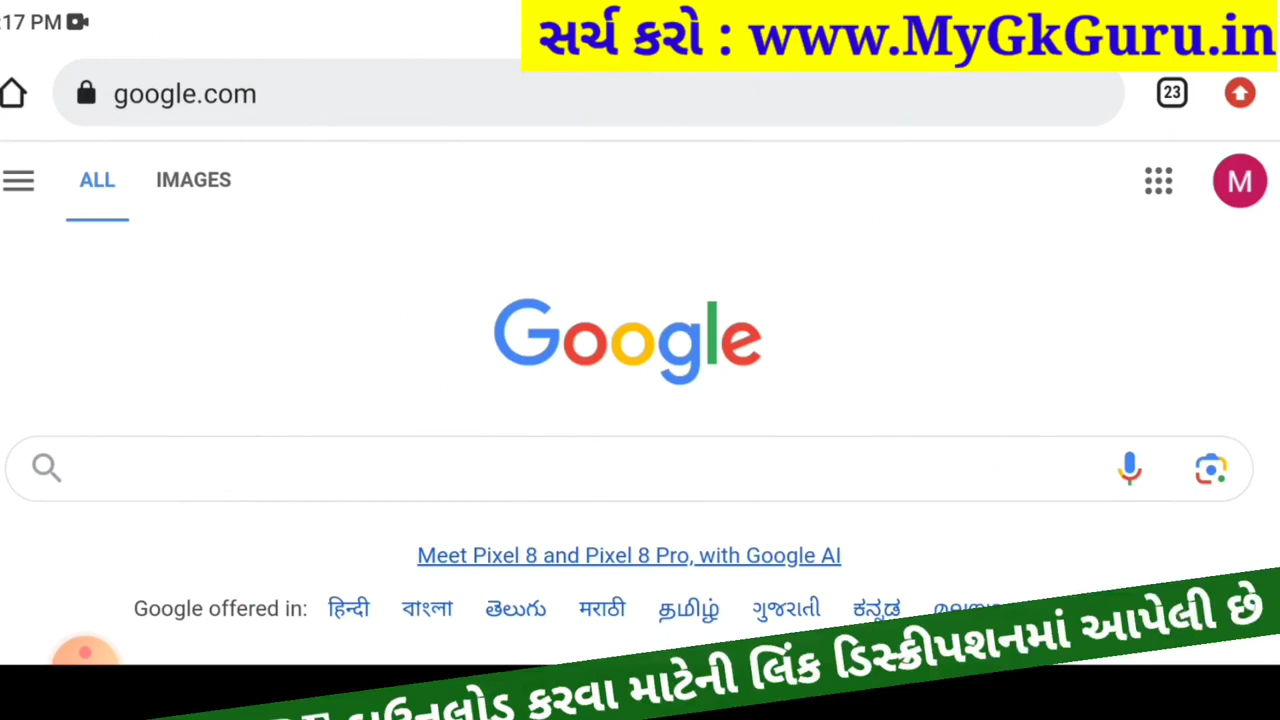 :17 PM
સર્ચ કરો : www.MyGkGuru.in
google.com
23
ALL IMAGES
M
Google
Meet Pixel 8 and Pixel 8 Pro, with Google AI
Google offered in: हिन्दी বাংলা తెలుగు मराठी தமிழ் ગુજરાતી ಕನ್ನಡ
ડાઉનલોડ કરવા માટેની લિંક ડિસ્ક્રીપશનમાં આપેલી છે